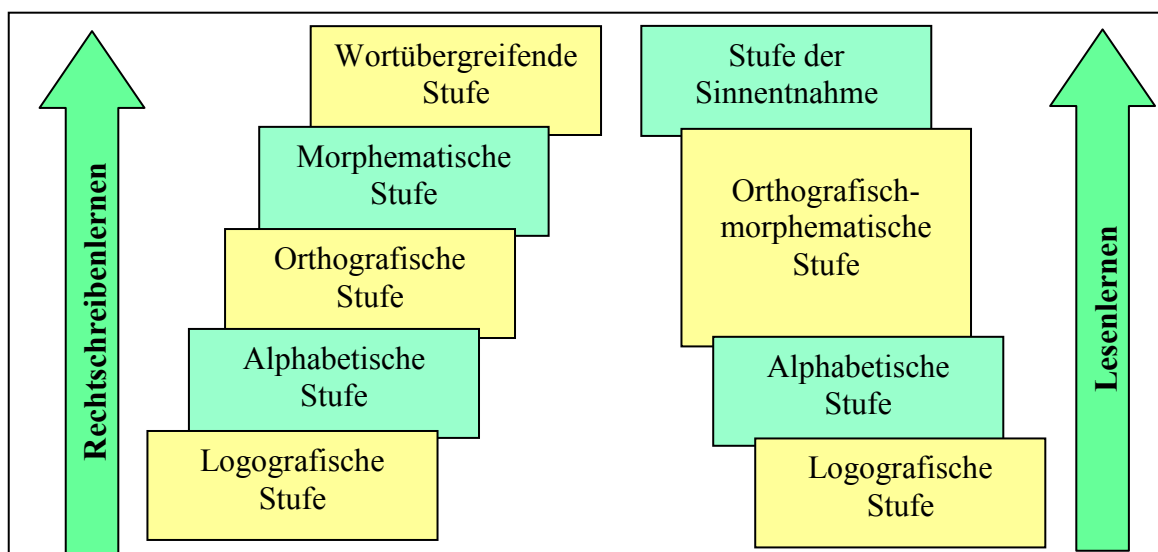 Rechtschreibenlernen
Wortübergreifende
Stufe
Morphematische
Stufe
Orthografische
Stufe
Alphabetische
Stufe
Logografische
Stufe
Stufe der
Sinnentnahme
Orthografisch-
morphematische
Stufe
Alphabetische
Stufe
Logografische
Stufe
Lesenlernen